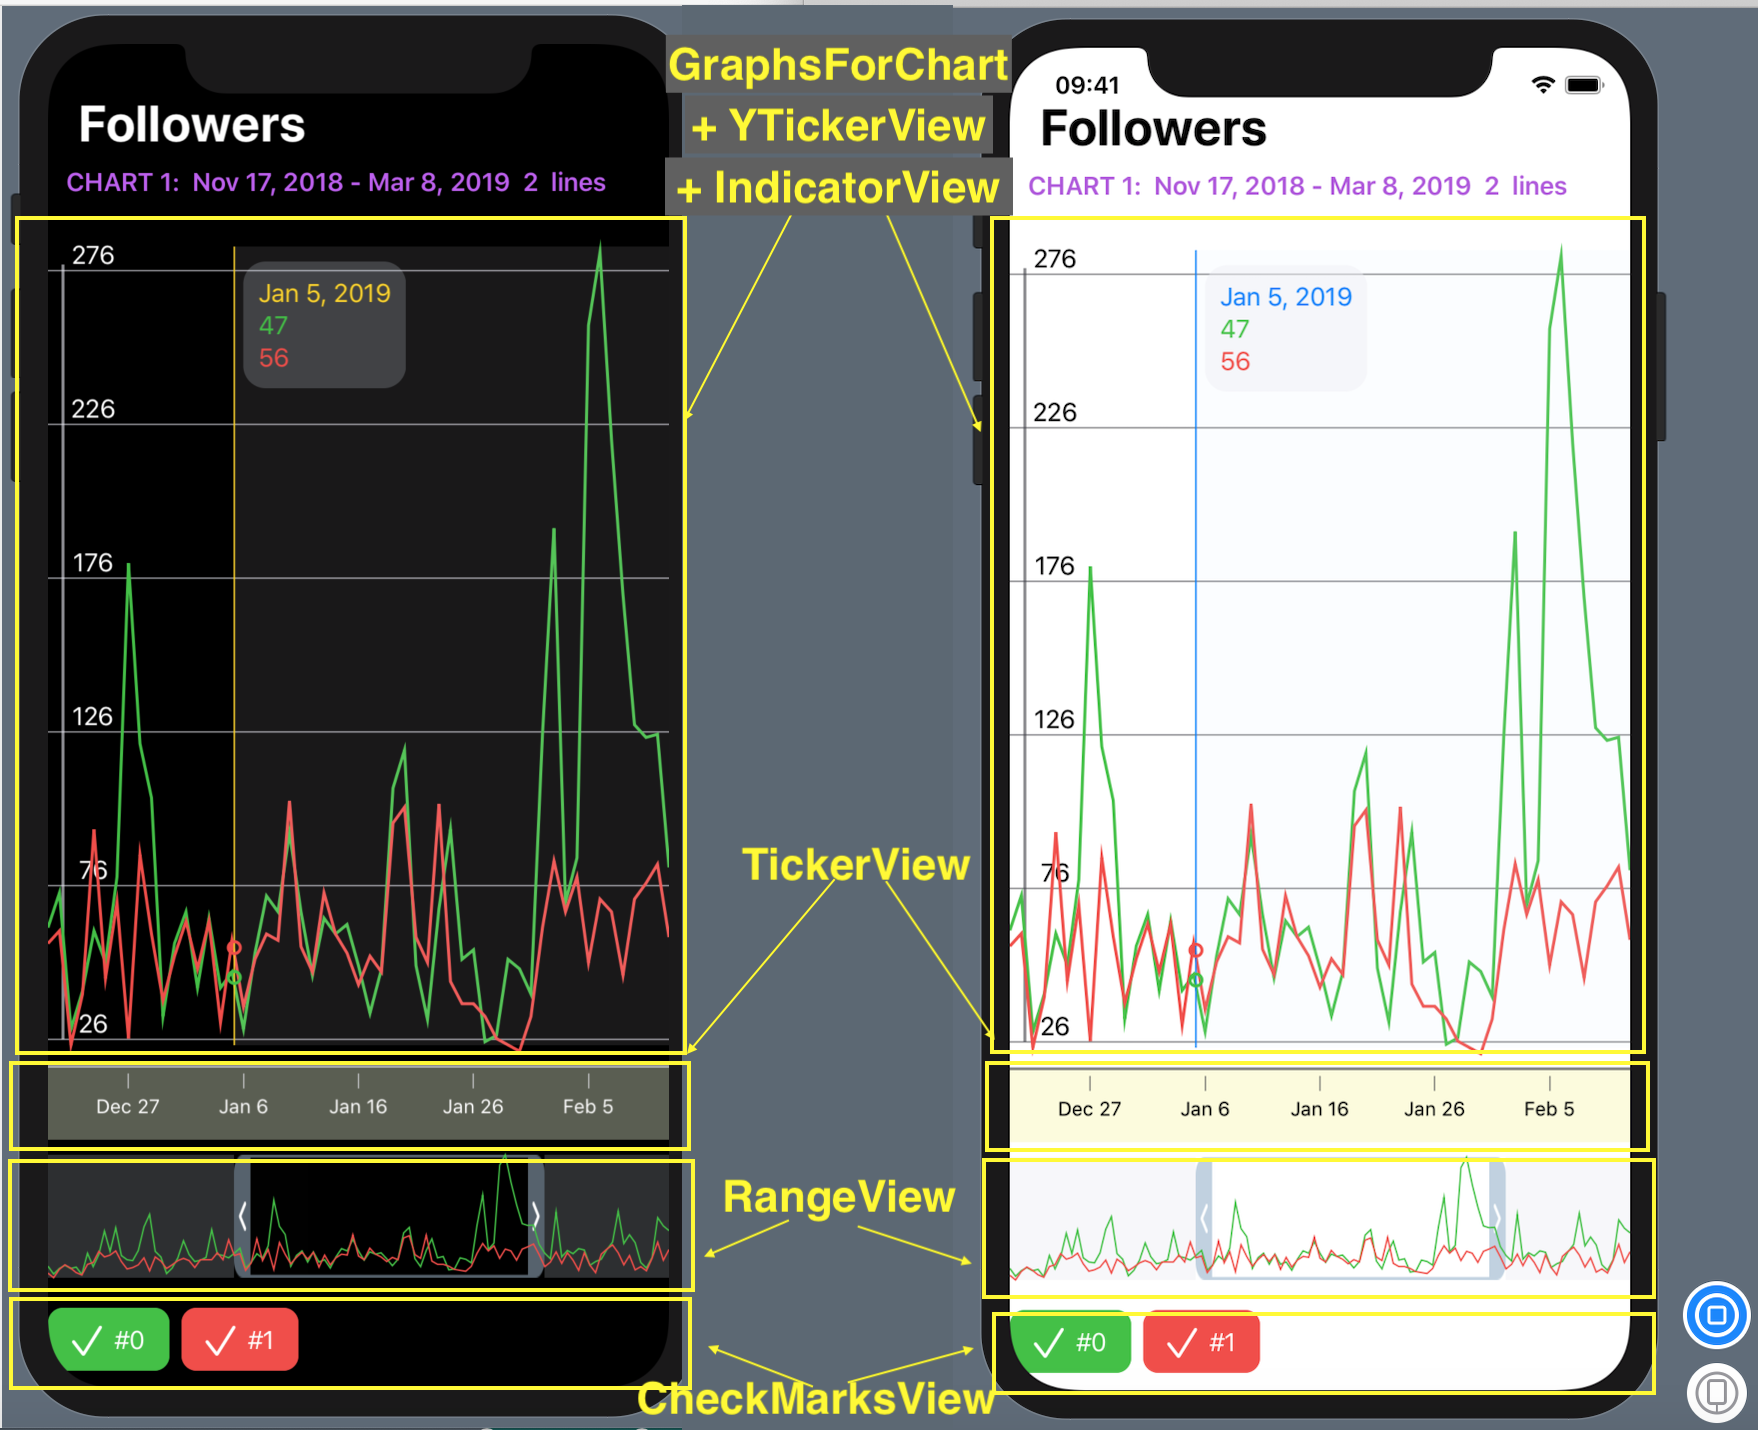 GraphsForChart
+ YTickerView
+ IndicatorView
Followers
CHART 1: Nov 17, 2018 - Mar 8, 2019 2 lines
276
Jan 5, 2019
47
56
226
176
126
76
26
Dec 27 Jan 6 Jan 16 Jan 26 Feb 5
#0 #1
TickerView
RangeView
CheckMarksView
09:41
Followers
CHART 1: Nov 17, 2018 - Mar 8, 2019 2 lines
276
Jan 5, 2019
47
56
226
176
126
76
26
Dec 27 Jan 6 Jan 16 Jan 26 Feb 5
#0 #1